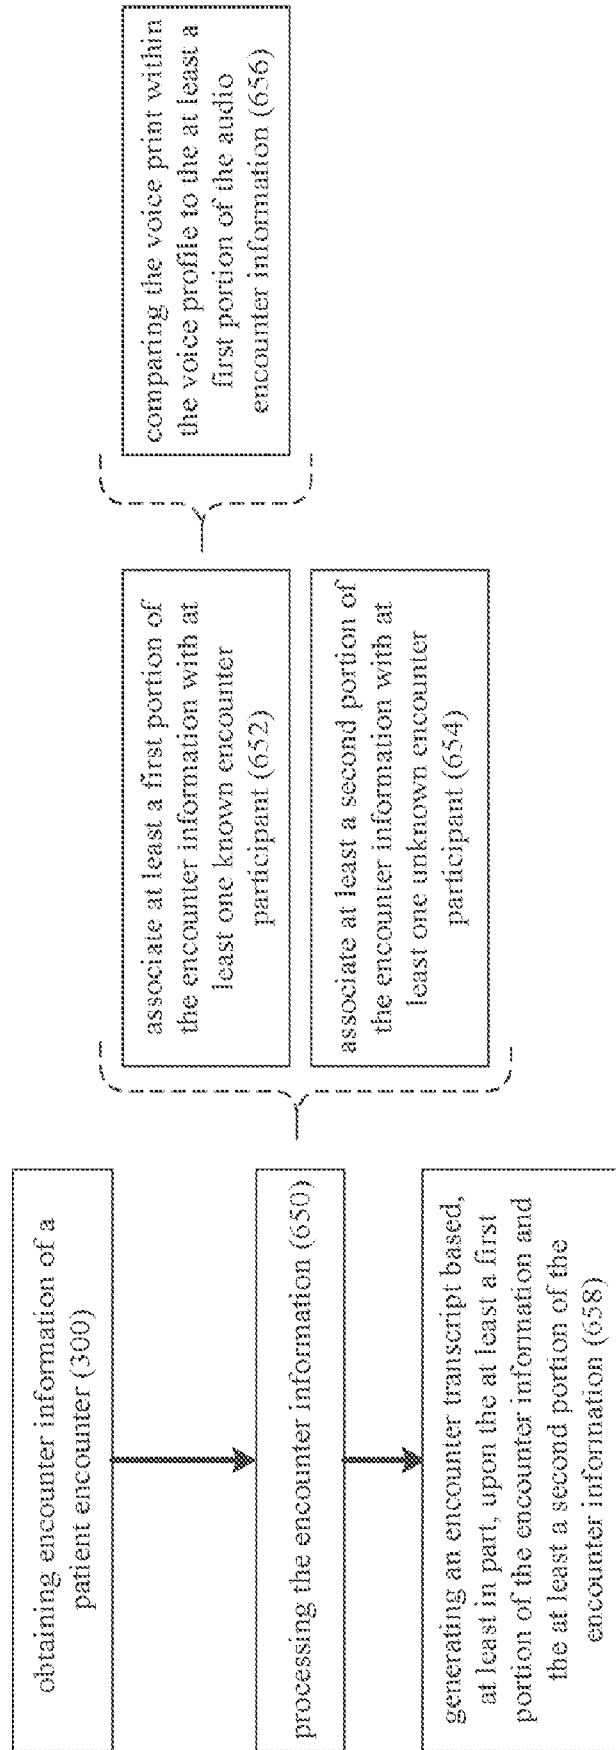 obtaining encounter information of a
patient encounter (300)
processing the encounter information (650)
generating an encounter transcript based,
at least in part, upon the at least a first
portion of the encounter information and
the at least a second portion of the
encounter information (658)
associate at least a first portion of
the encounter information with at
least one known encounter
participant (652)
associate at least a second portion of
the encounter information with at
least one unknown encounter
participant (654)
comparing the voice print within
the voice profile to the at least a
first portion of the audio
encounter information (656)